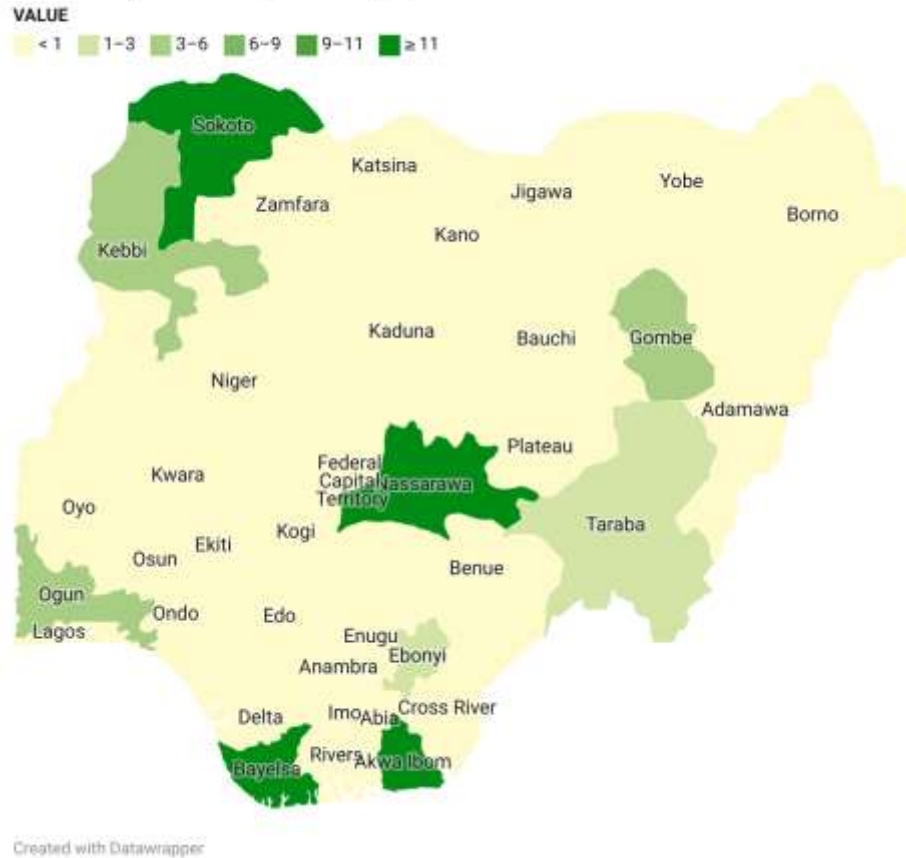 VALUE
< 1 1–3 3–6 6–9 9–11 ≥ 11
Sokoto
Katsina
Jigawa
Yobe
Zamfara
Borno
Kano
Kebbi
Kaduna
Bauchi
Gombe
Niger
Adamawa
Plateau
Federal
Capital
Territory
Nassarawa
Kwara
Oyo
Taraba
Kogi
Ekiti
Osun
Benue
Ogun
Ondo
Edo
Lagos
Enugu
Ebonyi
Anambra
Cross River
Delta
Imo
Abia
Rivers
Akwa Ibom
Bayelsa
Created with Datawrapper